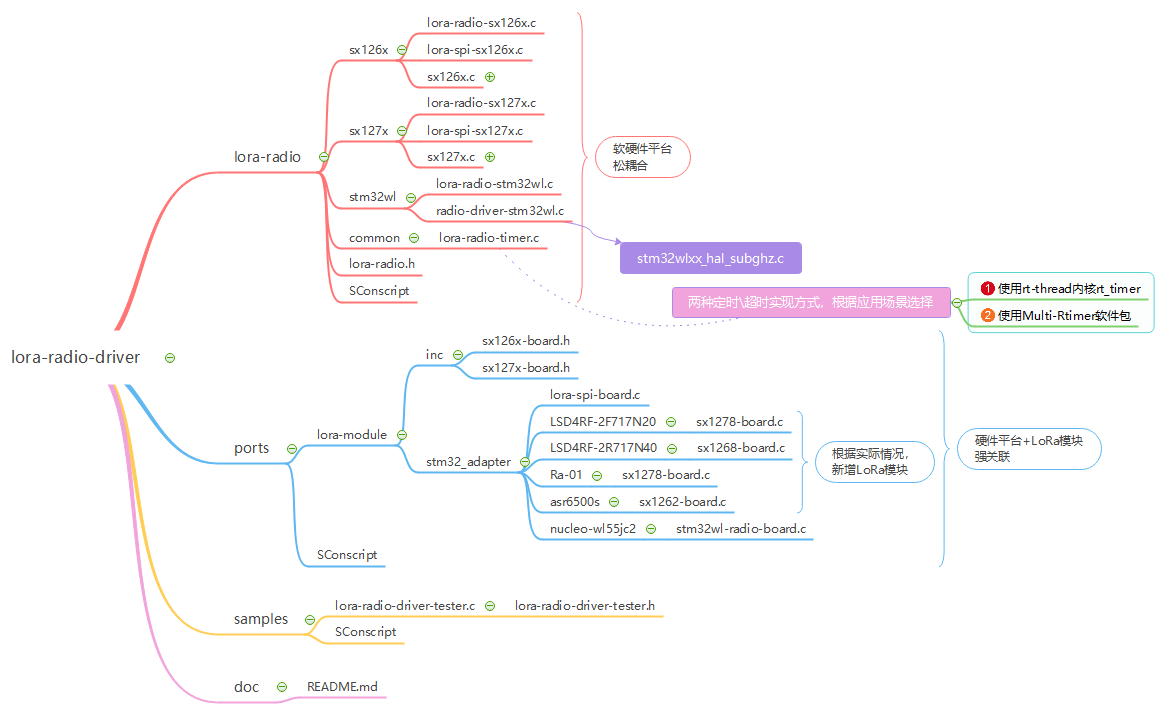 lora-radio-driver
lora-radio
sx126x
lora-radio-sx126x.c
lora-spi-sx126x.c
sx126x.c
sx127x
lora-radio-sx127x.c
lora-spi-sx127x.c
sx127x.c
stm32wl
lora-radio-stm32wl.c
radio-driver-stm32wl.c
common
lora-radio-timer.c
lora-radio.h
SConscript
软硬件平台
松耦合
stm32wlxx_hal_subghz.c
两种定时\超时实现方式，根据应用场景选择
1 使用rt-thread内核rt_timer
2 使用Multi-Rtimer软件包
ports
lora-module
inc
sx126x-board.h
sx127x-board.h
stm32_adapter
lora-spi-board.c
LSD4RF-2F717N20
sx1278-board.c
LSD4RF-2R717N40
sx1268-board.c
Ra-01
sx1278-board.c
asr6500s
sx1262-board.c
nucleo-wl55jc2
stm32wl-radio-board.c
根据实际情况，
新增LoRa模块
硬件平台+LoRa模块
强关联
SConscript
samples
lora-radio-driver-tester.c
lora-radio-driver-tester.h
SConscript
doc
README.md